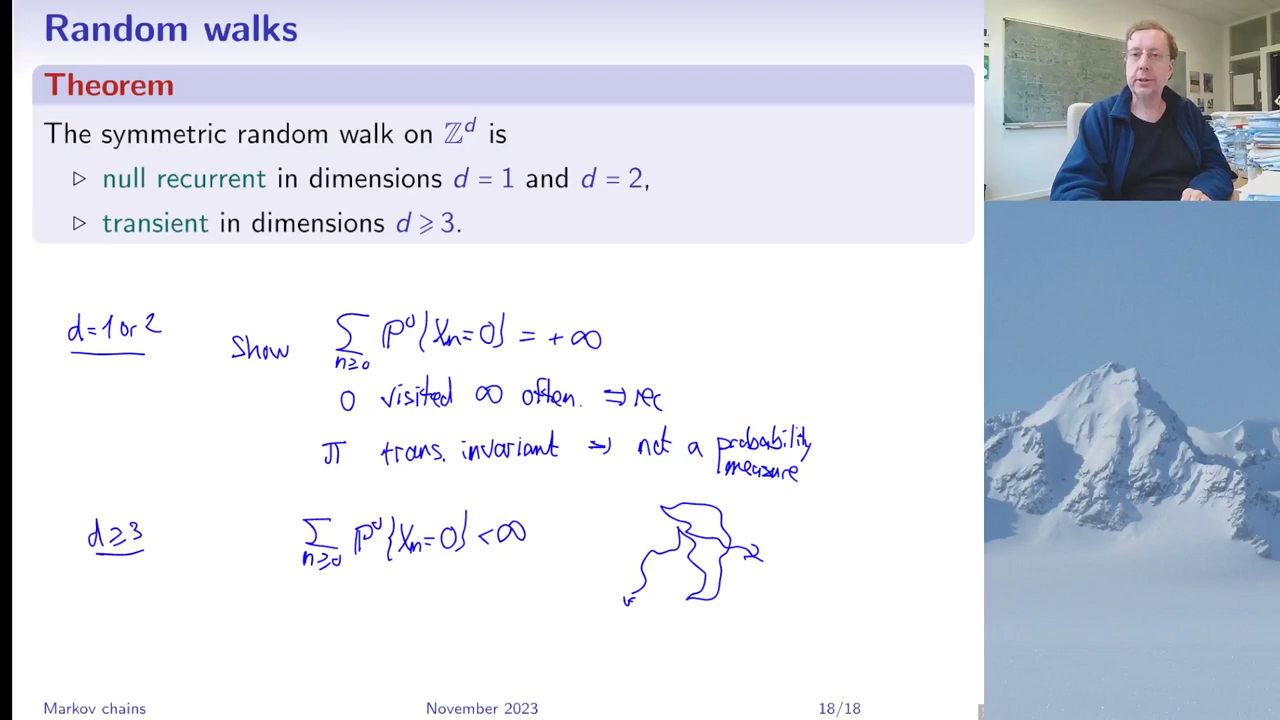 Random walks
Theorem
The symmetric random walk on ℤ^d is
▷ null recurrent in dimensions d = 1 and d = 2,
▷ transient in dimensions d ⩾ 3.
d=1 or 2
Show ∑_{n≥0} ℙ^0{X_n=0} = +∞
0 visited ∞ often. ⇒ rec
π trans. invariant ⇒ not a probability
measure
d≥3 ∑_{n≥0} ℙ^0{X_n=0} <∞
Markov chains November 2023 18/18